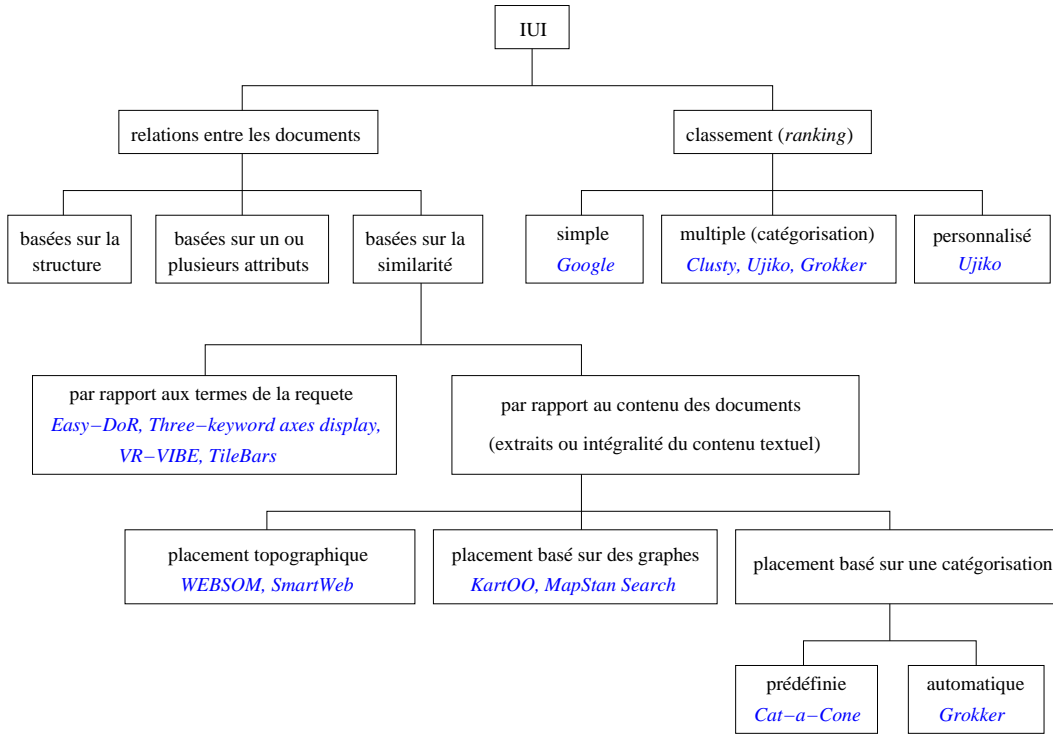 IUI
relations entre les documents
classement (ranking)
basées sur la
structure
basées sur un ou
plusieurs attributs
basées sur la
similarité
simple
Google
multiple (catégorisation)
Clusty, Ujiko, Grokker
personnalisé
Ujiko
par rapport aux termes de la requete
Easy−DoR, Three−keyword axes display,
VR−VIBE, TileBars
par rapport au contenu des documents
(extraits ou intégralité du contenu textuel)
placement topographique
WEBSOM, SmartWeb
placement basé sur des graphes
KartOO, MapStan Search
placement basé sur une catégorisation
prédéfinie
Cat−a−Cone
automatique
Grokker